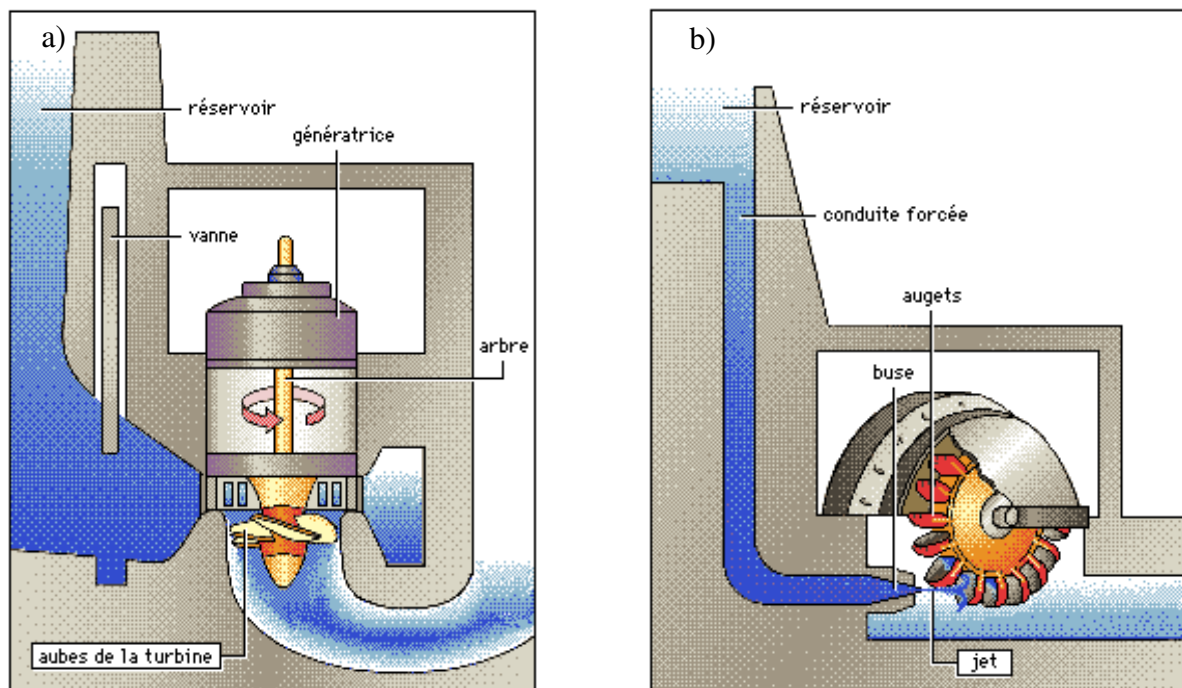 a)
réservoir
génératrice
vanne
arbre
aubes de la turbine
b)
réservoir
conduite forcée
augets
buse
jet